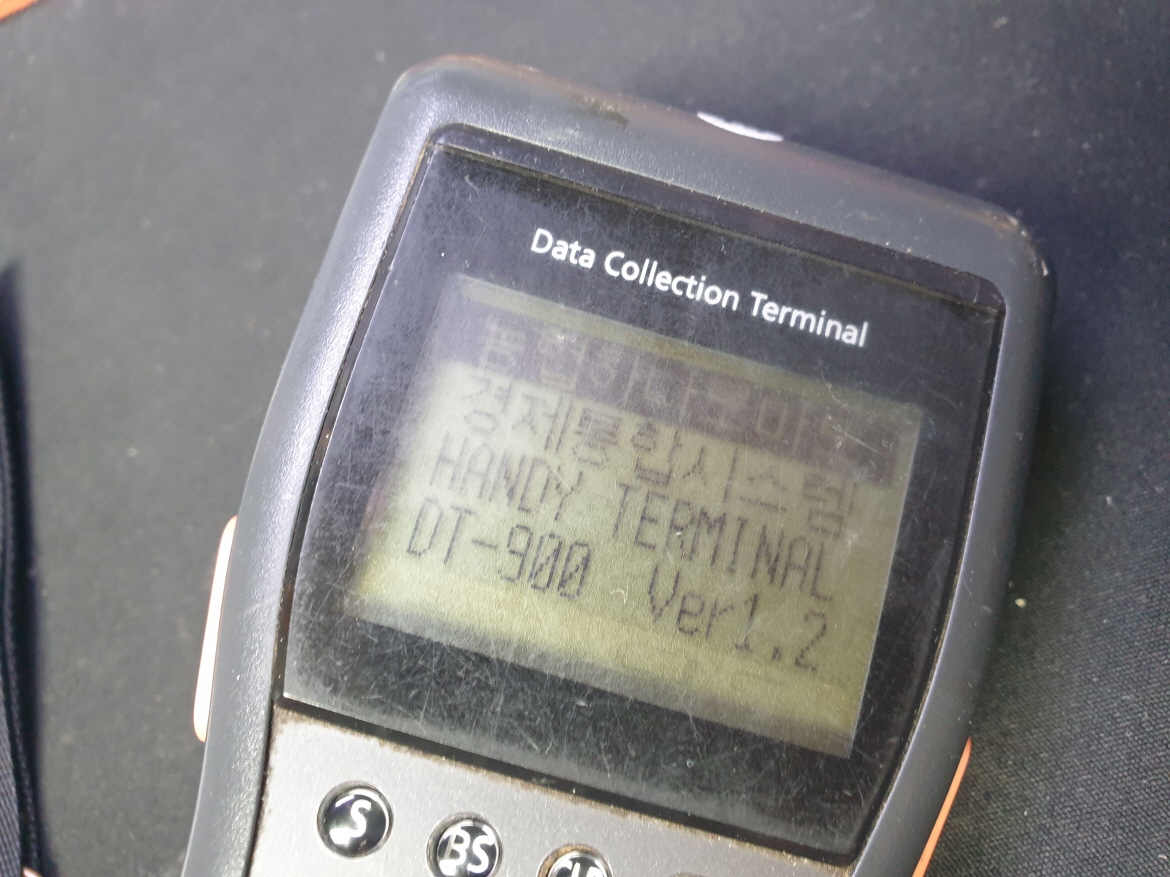 Data Collection Terminal
경제통합시스템
HANDY TERMINAL
DT-900 Ver1.2
S
BS